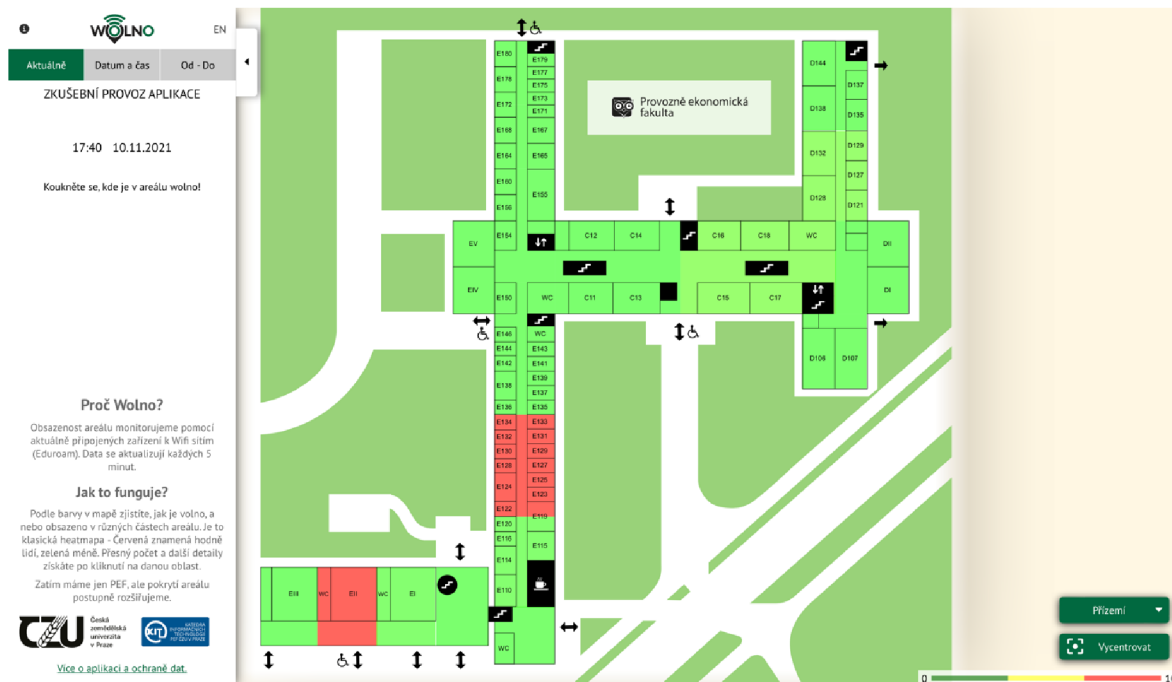 WOLNO
EN
Aktuálně
Datum a čas
Od - Do
ZKUŠEBNÍ PROVOZ APLIKACE
17:40 10.11.2021
Koukněte se, kde je v areálu wolno!
Proč Wolno?
Obsazenost areálu monitorujeme pomocí
aktuálně připojených zařízení k Wifi sítím
(Eduroam). Data se aktualizují každých 5
minut.
Jak to funguje?
Podle barvy v mapě zjistíte, jak je volno, a
nebo obsazeno v různých částech areálu. Je to
klasická heatmapa - Červená znamená hodně
lidí, zelená méně. Přesný počet a další detaily
získáte po kliknutí na danou oblast.
Zatím máme jen PEF, ale pokrytí areálu
postupně rozšiřujeme.
ČZU
Česká
zemědělská
univerzita
v Praze
KIT
KATEDRA
INFORMAČNÍCH
TECHNOLOGIÍ
PEF ČZU V PRAZE
Více o aplikaci a ochraně dat.
Provozně ekonomická
fakulta
E180
E179
E178
E177
E175
E172
E173
E171
E168
E167
E164
E165
E160
E155
E156
E154
EV
EIV
E150
WC
C12
C14
C11
C13
C16
C18
WC
C15
C17
D144
D137
D138
D135
D132
D129
D127
D128
D121
DII
DI
D106
D107
E146
WC
E144
E143
E142
E141
E139
E138
E137
E136
E135
E134
E133
E132
E131
E130
E129
E128
E127
E125
E124
E123
E122
E119
E120
E116
E115
E114
E110
WC
EIII
WC
EII
WC
EI
Přízemí
Vycentrovat
0